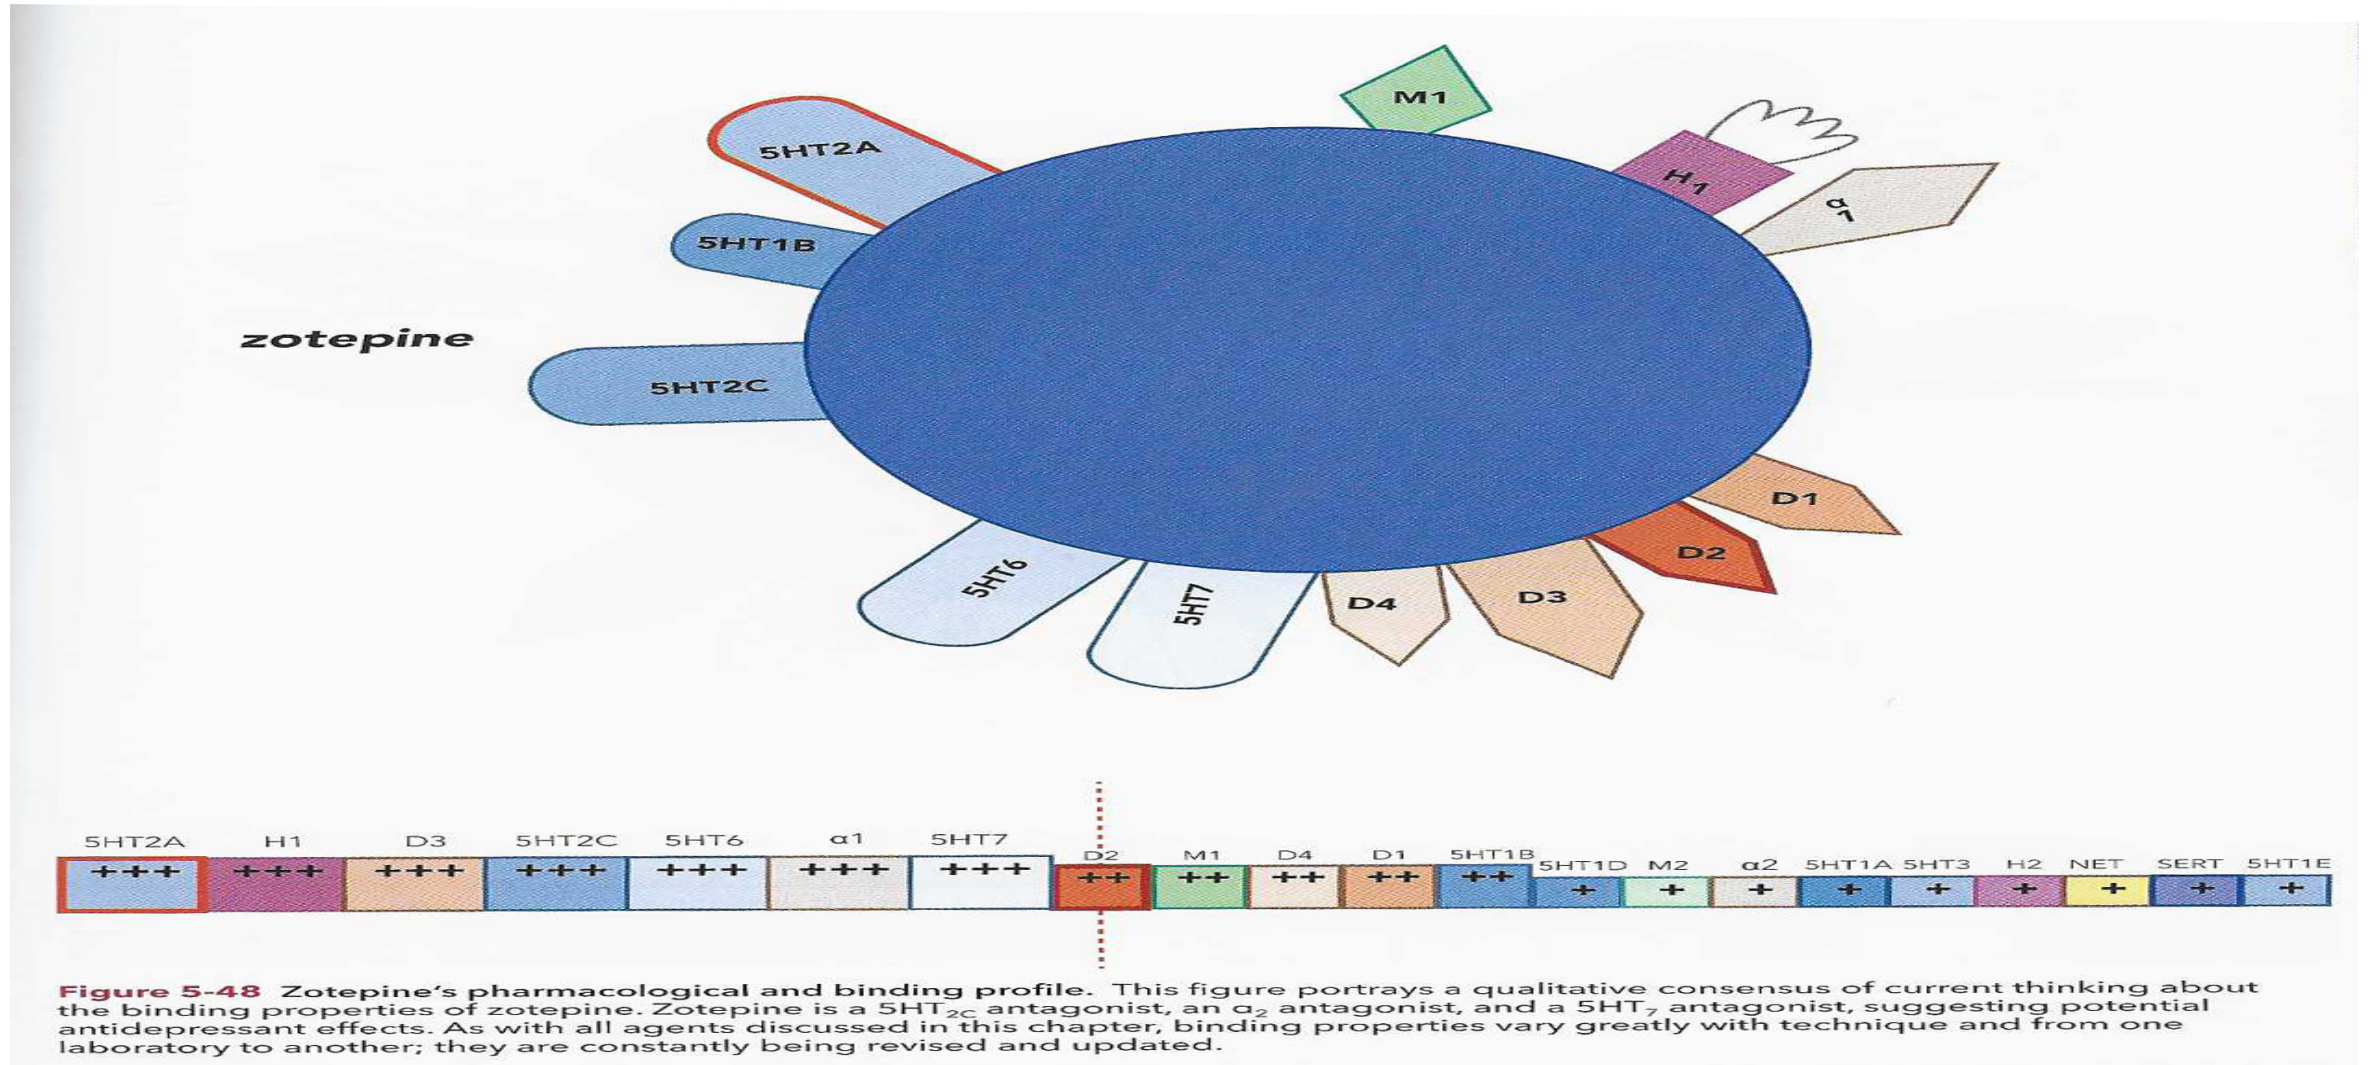 M1
5HT2A
H1
α1
5HT1B
zotepine
5HT2C
D1
D2
5HT6
5HT7
D4
D3
5HT2A H1 D3 5HT2C 5HT6 α1 5HT7 D2 M1 D4 D1 5HT1B 5HT1D M2 α2 5HT1A 5HT3 H2 NET SERT 5HT1E
+++ +++ +++ +++ +++ +++ +++ ++ ++ ++ ++ ++ + + + + + + + + +
Figure 5-48 Zotepine's pharmacological and binding profile. This figure portrays a qualitative consensus of current thinking about
the binding properties of zotepine. Zotepine is a 5HT₂C antagonist, an α₂ antagonist, and a 5HT₇ antagonist, suggesting potential
antidepressant effects. As with all agents discussed in this chapter, binding properties vary greatly with technique and from one
laboratory to another; they are constantly being revised and updated.